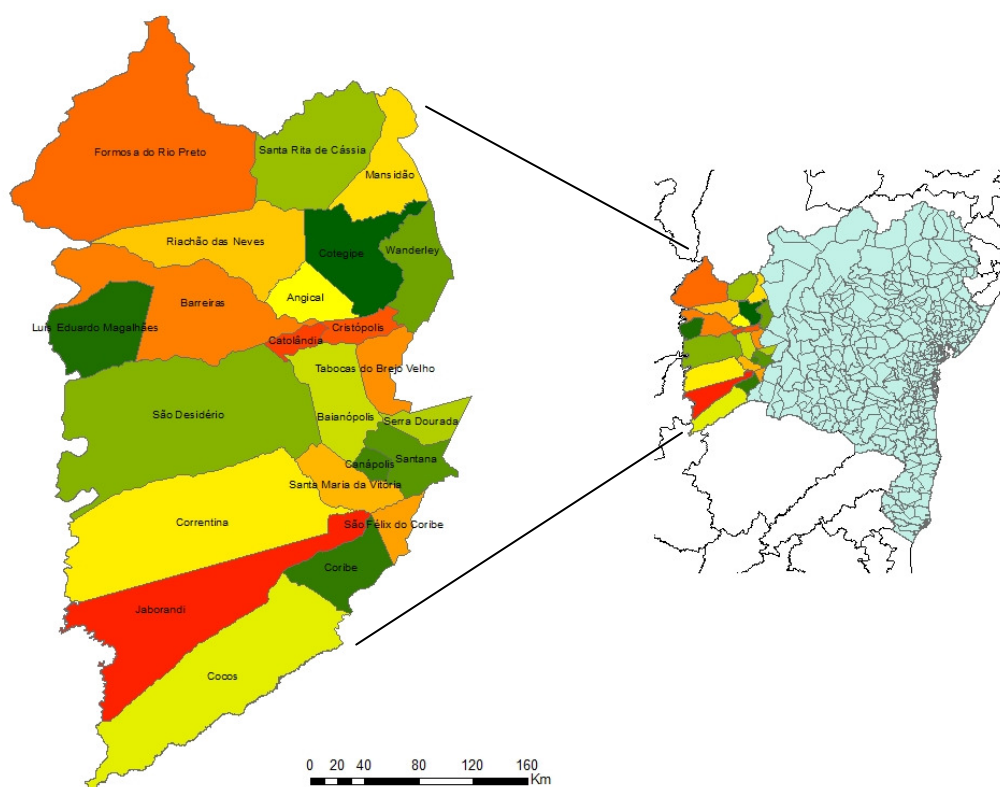 Formosa do Rio Preto
Santa Rita de Cássia
Mansidão
Riachão das Neves
Cotegipe
Wanderley
Angical
Barreiras
Luís Eduardo Magalhães
Cristópolis
Catolândia
Tabocas do Brejo Velho
São Desidério
Baianópolis
Serra Dourada
Santana
Canápolis
Santa Maria da Vitória
Correntina
São Félix do Coribe
Coribe
Jaborandi
Cocos
0 20 40 80 120 160
Km